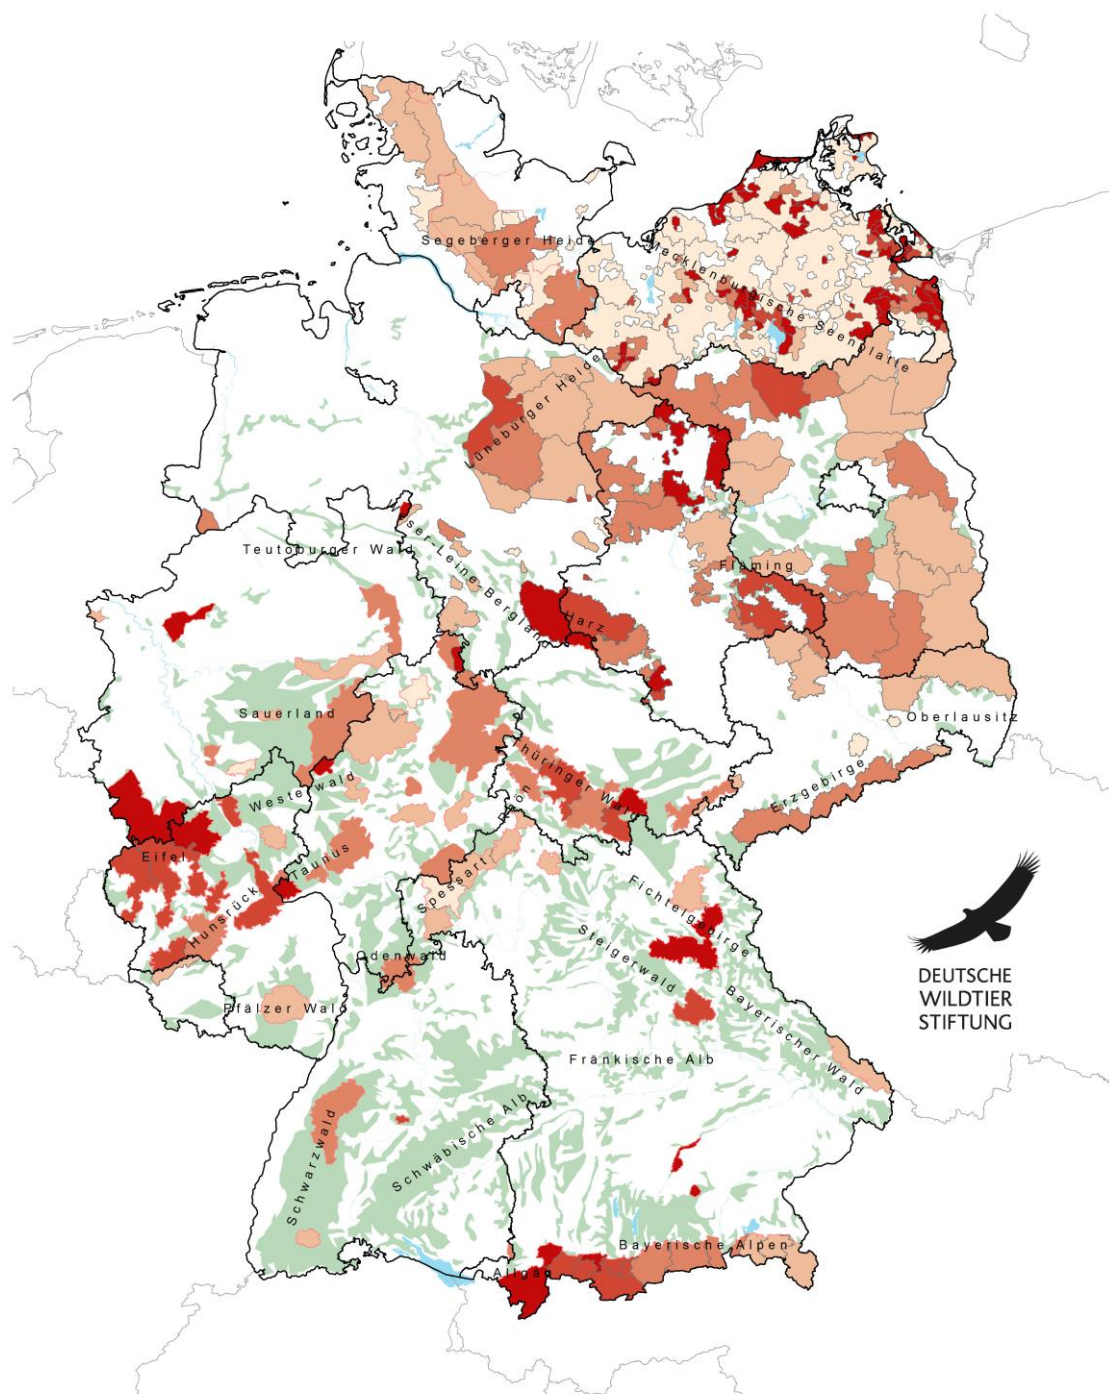 Segeberger Heide
Mecklenburgische Seenplatte
Lüneburger Heide
Teutoburger Wald
Weser-Leine-Bergland
Fläming
Harz
Sauerland
Oberlausitz
Thüringer Wald
Westerwald
Erzgebirge
Rhön
Eifel
Taunus
Spessart
Hunsrück
Fichtelgebirge
Steigerwald
Odenwald
Pfälzer Wald
Bayerischer Wald
Fränkische Alb
Schwäbische Alb
Schwarzwald
Bayerische Alpen
Allgäu
DEUTSCHE
WILDTIER
STIFTUNG